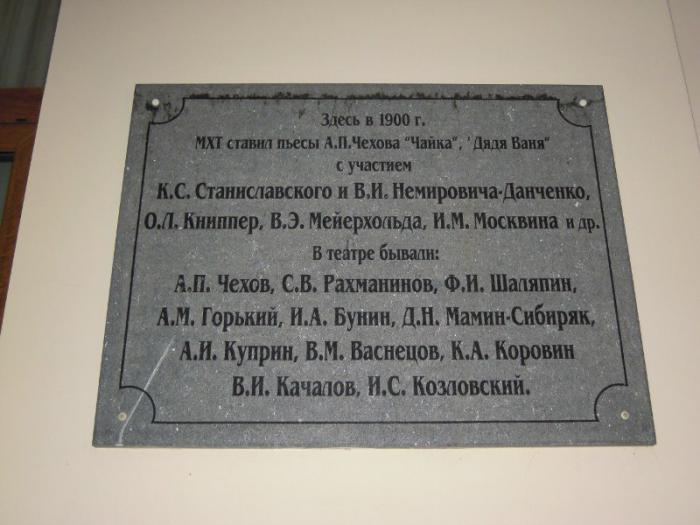 Здесь в 1900 г.
МХТ ставил пьесы А.П.Чехова "Чайка", "Дядя Ваня"
с участием
К.С. Станиславского и В.И. Немировича-Данченко,
О.Л. Книппер, В.Э. Мейерхольда, И.М. Москвина и др.
В театре бывали:
А.П. Чехов, С.В. Рахманинов, Ф.И. Шаляпин,
А.М. Горький, И.А. Бунин, Д.Н. Мамин-Сибиряк,
А.И. Куприн, В.М. Васнецов, К.А. Коровин
В.И. Качалов, И.С. Козловский.